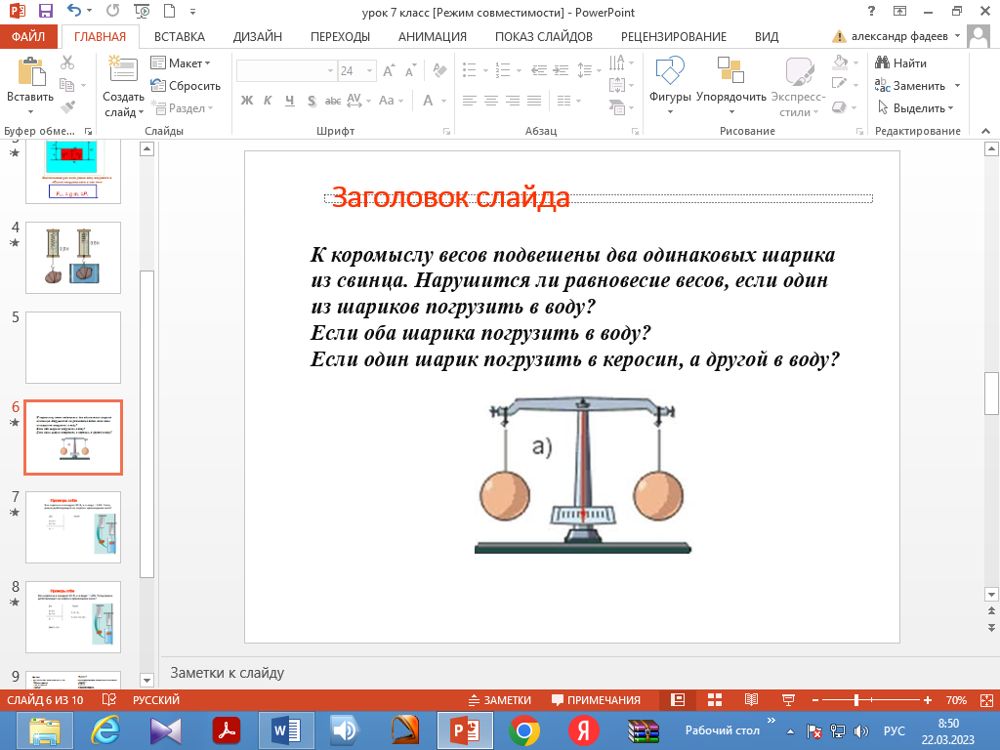 урок 7 класс [Режим совместимости] - PowerPoint
ФАЙЛ ГЛАВНАЯ ВСТАВКА ДИЗАЙН ПЕРЕХОДЫ АНИМАЦИЯ ПОКАЗ СЛАЙДОВ РЕЦЕНЗИРОВАНИЕ ВИД александр фадеев
Вставить
Создать
слайд
Макет
Сбросить
Раздел
24
Ж К Ч S abc AV Aa A
Фигуры
Упорядочить
Экспресс-
стили
Найти
Заменить
Выделить
Буфер обме... Слайды Шрифт Абзац Рисование Редактирование
4
5
6
7
8
9
Заголовок слайда
К коромыслу весов подвешены два одинаковых шарика
из свинца. Нарушится ли равновесие весов, если один
из шариков погрузить в воду?
Если оба шарика погрузить в воду?
Если один шарик погрузить в керосин, а другой в воду?
а)
Заметки к слайду
СЛАЙД 6 ИЗ 10 РУССКИЙ ЗАМЕТКИ ПРИМЕЧАНИЯ 70%
Рабочий стол РУС
8:50
22.03.2023